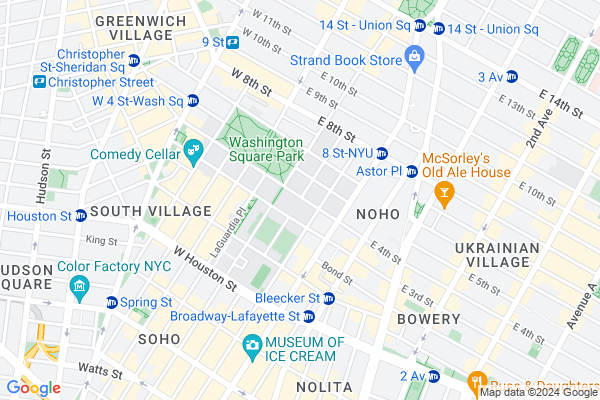 GREENWICH
VILLAGE
W 11th St
14 St - Union Sq
14 St - Union Sq
9 St
W 10th St
Christopher
St-Sheridan Sq
Christopher Street
Strand Book Store
3 Av
E 14th St
W 8th St
E 10th St
E 9th St
E 13th St
2nd Ave
W 4 St-Wash Sq
E 8th St
Washington
Square Park
Comedy Cellar
8 St-NYU
Astor Pl
McSorley's
Old Ale House
E 10th St
Hudson St
Houston St
SOUTH VILLAGE
LaGuardia Pl
NOHO
King St
E 4th St
UKRAINIAN
VILLAGE
W Houston St
HUDSON
SQUARE
Color Factory NYC
Bond St
E 3rd St
E 5th St
Avenue A
Spring St
Bleecker St
Broadway-Lafayette St
BOWERY
E 4th St
SOHO
MUSEUM OF
ICE CREAM
Watts St
NOLITA
2 Av
Russ & Daughters
Google
Map data ©2024 Google